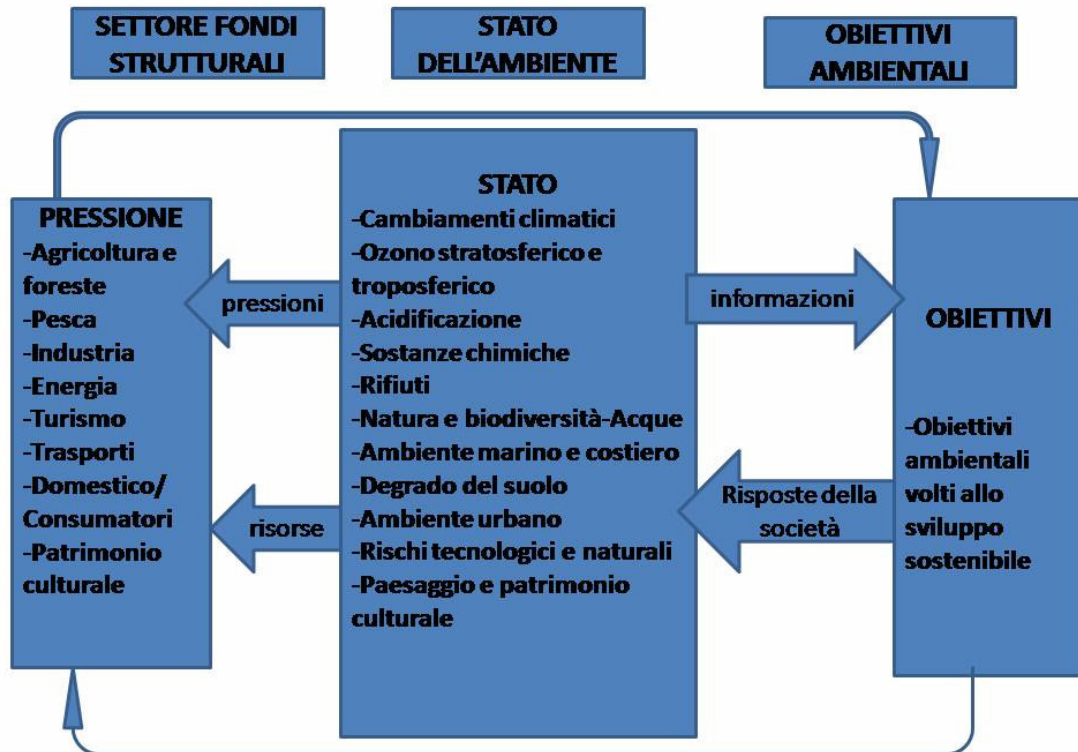 SETTORE FONDI
STRUTTURALI
STATO
DELL'AMBIENTE
OBIETTIVI
AMBIENTALI
PRESSIONE
-Agricoltura e
foreste
-Pesca
-Industria
-Energia
-Turismo
-Trasporti
-Domestico/
Consumatori
-Patrimonio
culturale
pressioni
risorse
STATO
-Cambiamenti climatici
-Ozono stratosferico e
troposferico
-Acidificazione
-Sostanze chimiche
-Rifiuti
-Natura e biodiversità-Acque
-Ambiente marino e costiero
-Degrado del suolo
-Ambiente urbano
-Rischi tecnologici e naturali
-Paesaggio e patrimonio
culturale
informazioni
Risposte della
società
OBIETTIVI
-Obiettivi
ambientali
volti allo
sviluppo
sostenibile